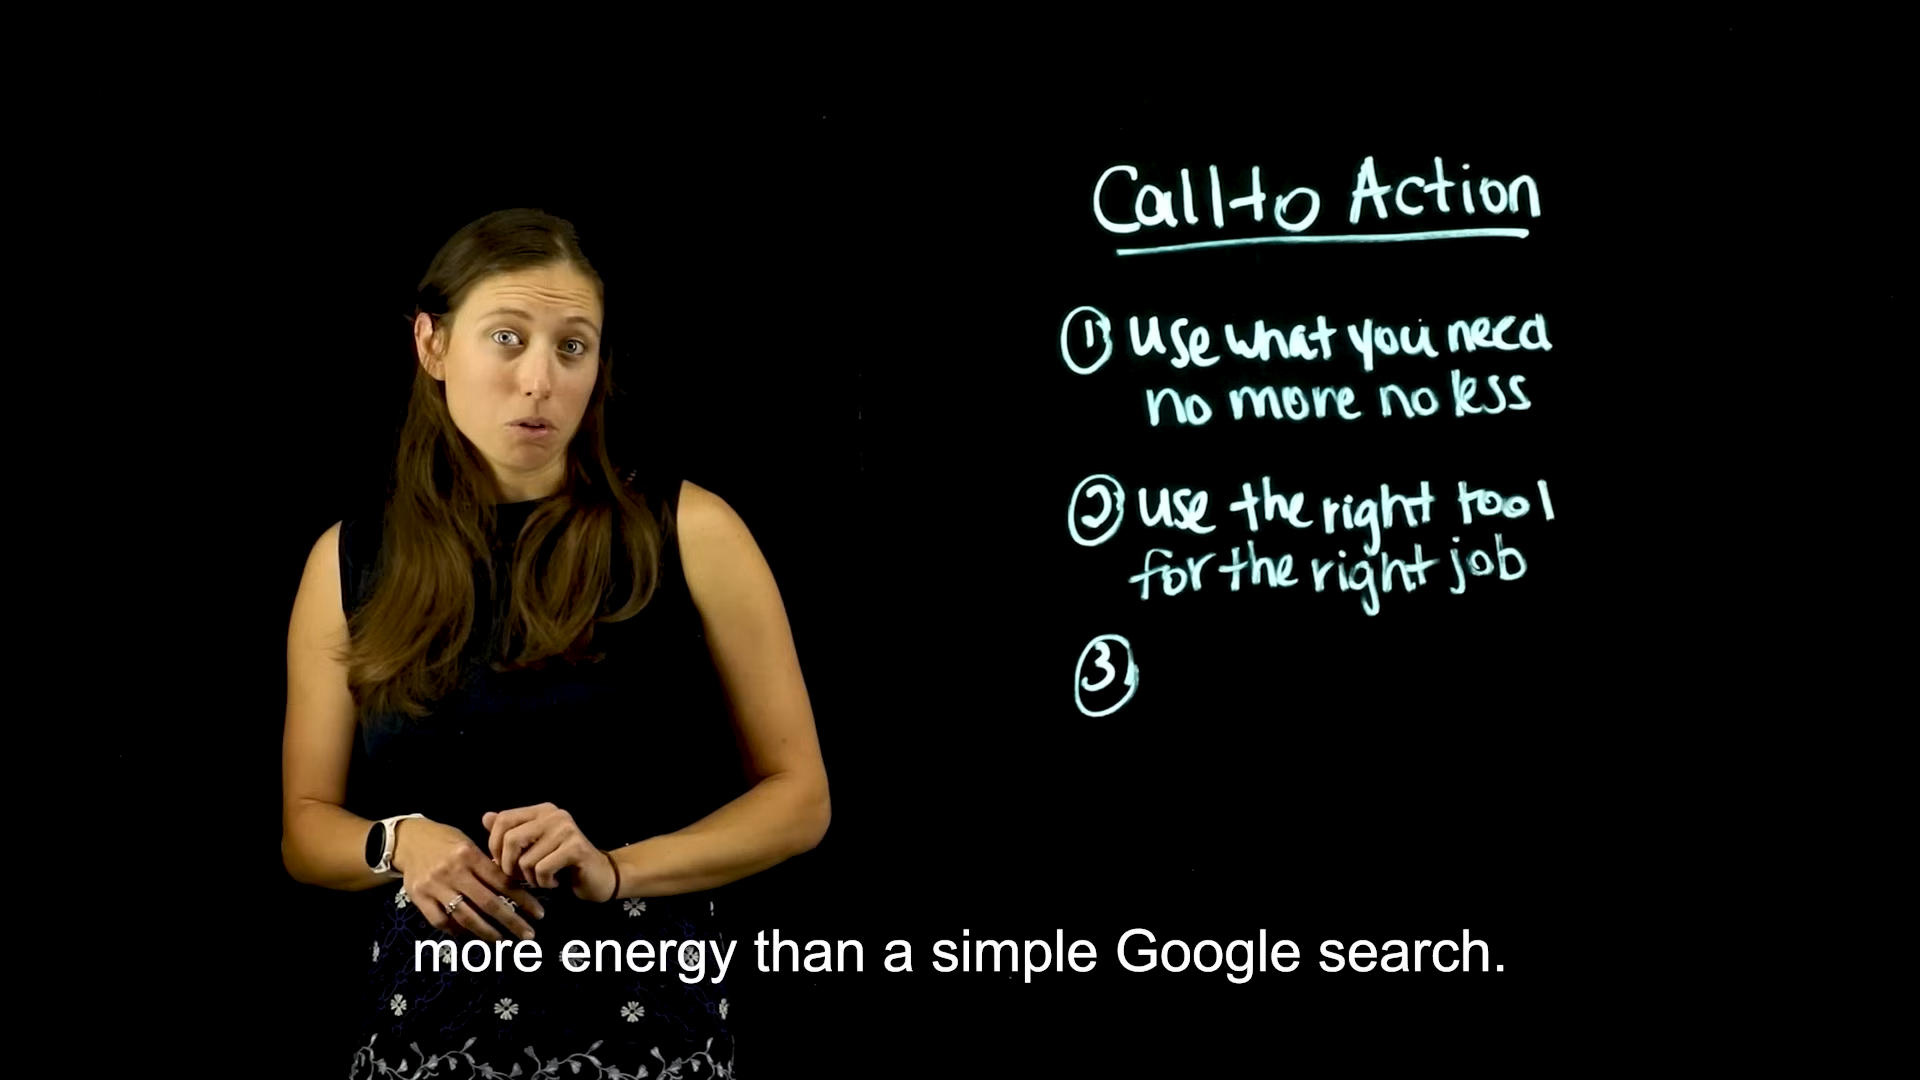 Call to Action
① Use what you need
no more no less
② Use the right tool
for the right job
③
more energy than a simple Google search.